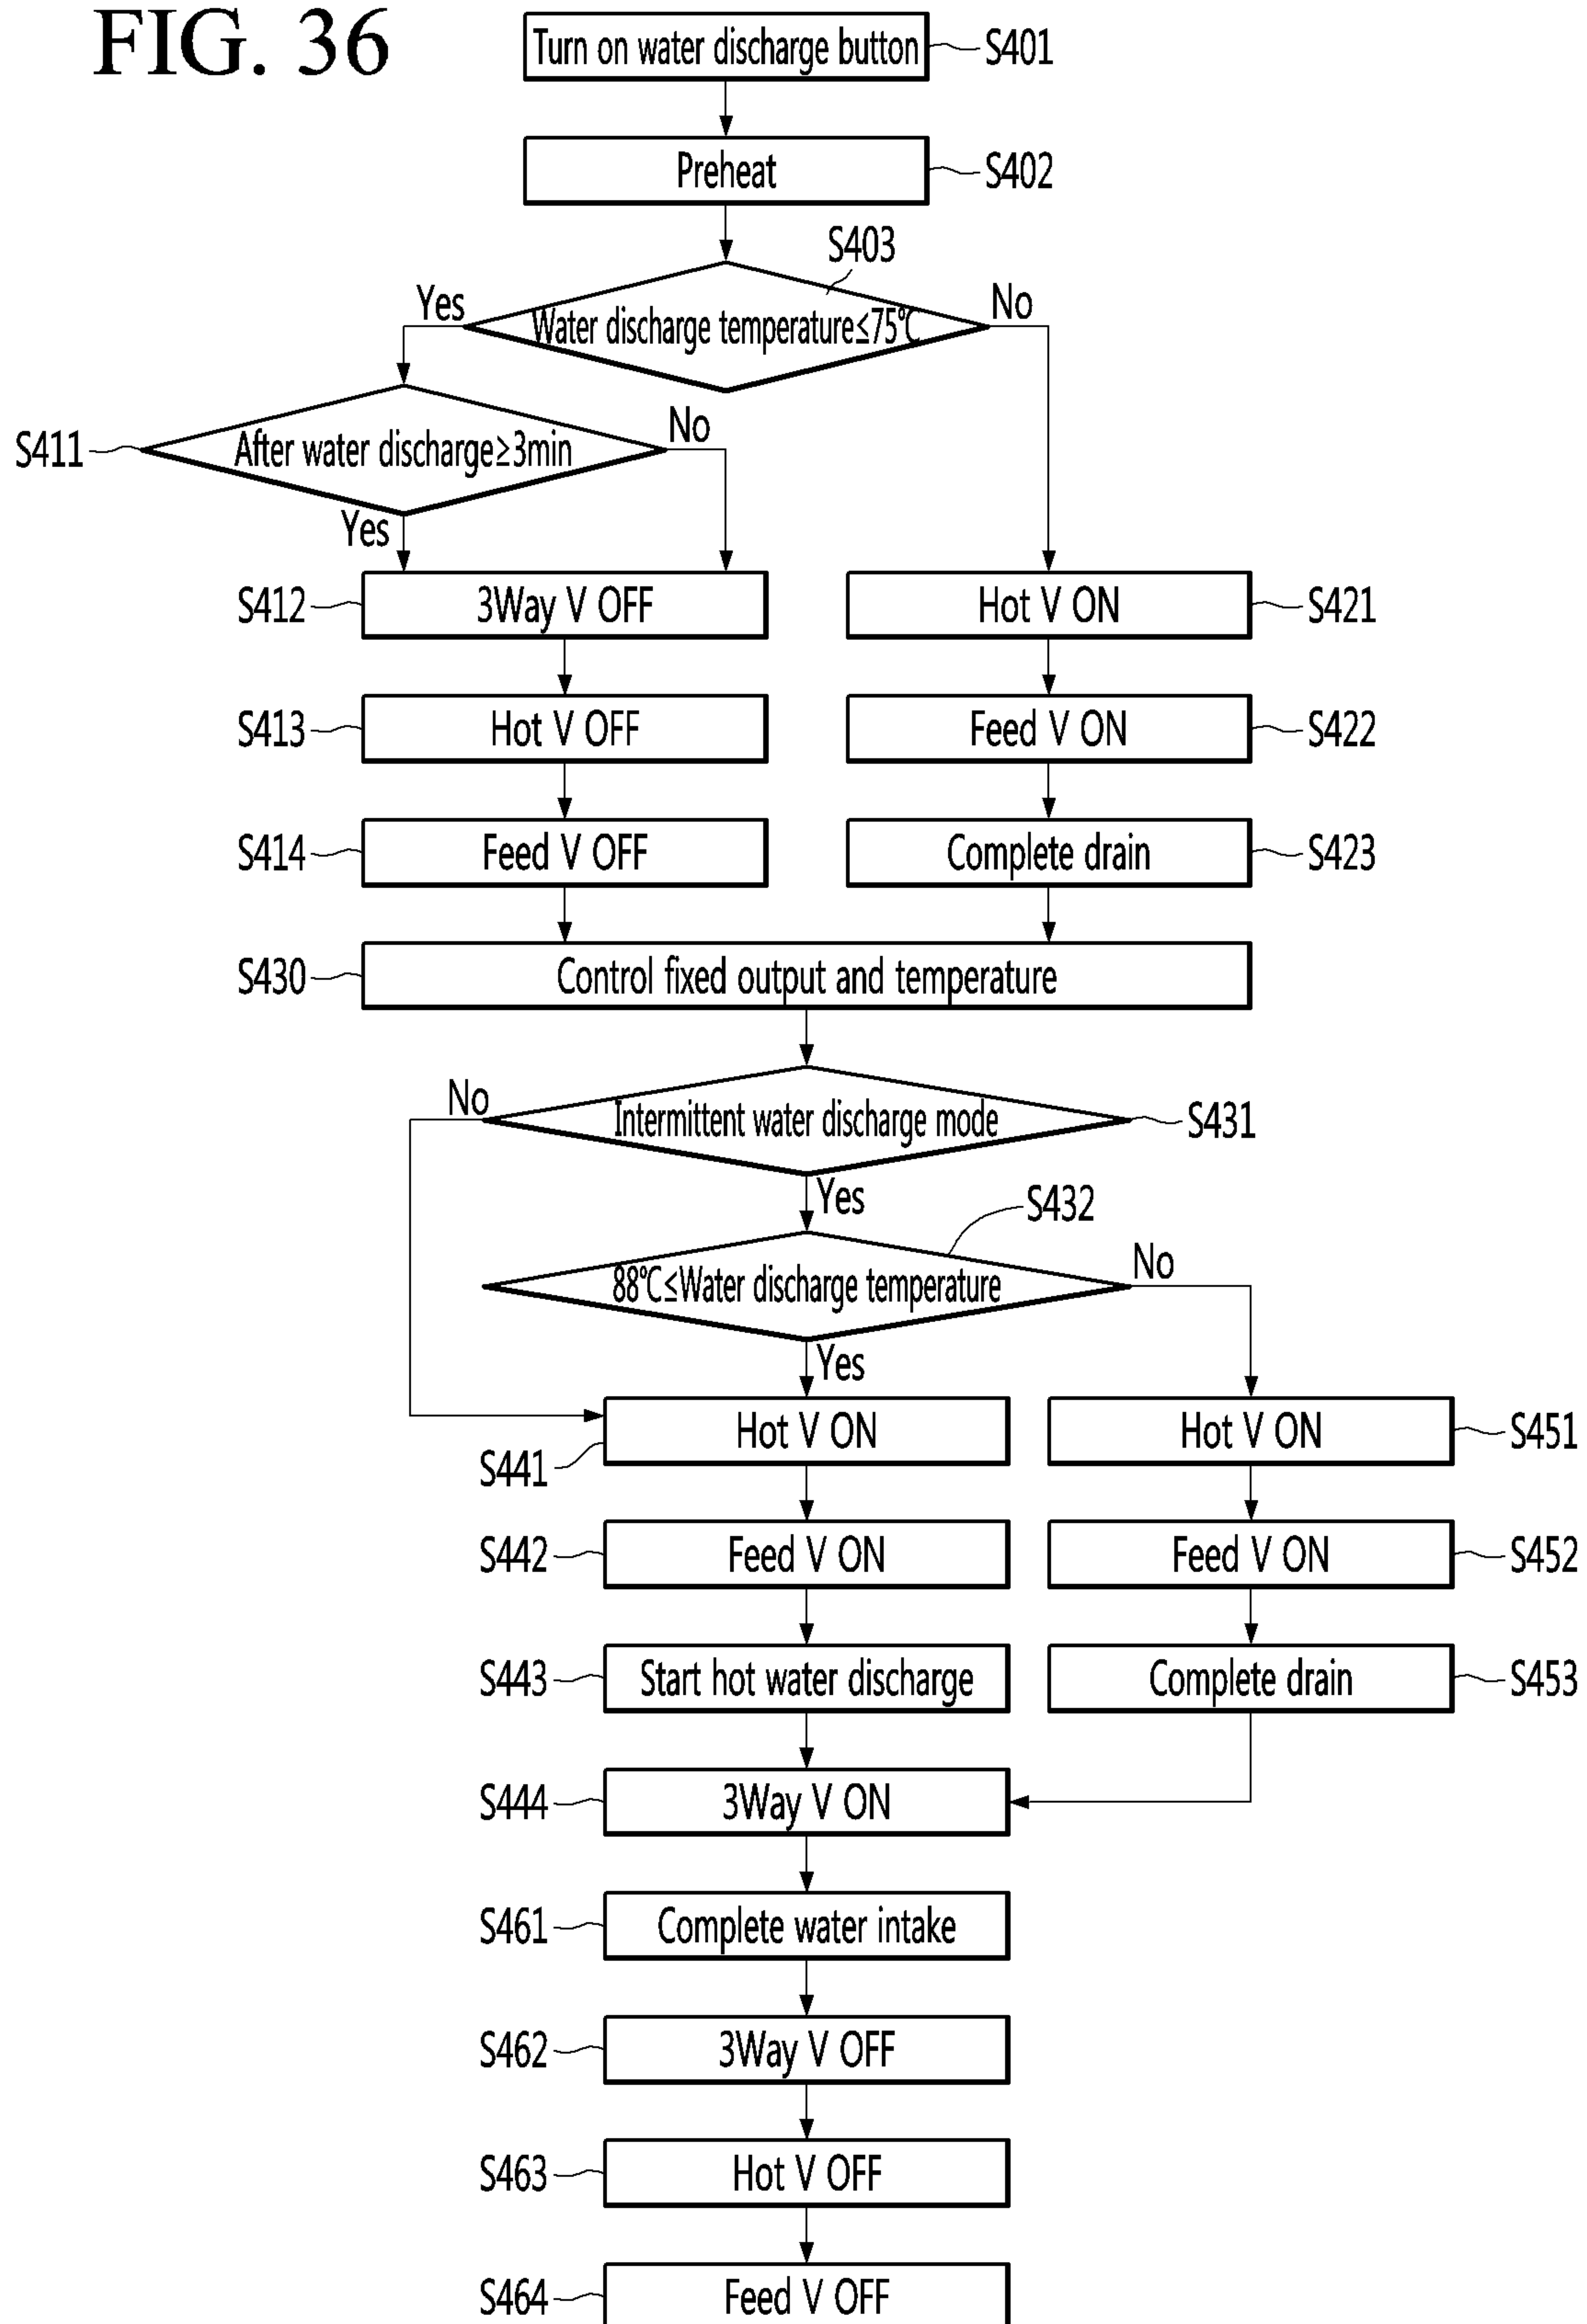 FIG. 36
Turn on water discharge button
S401
Preheat
S402
S403
Yes
Water discharge temperature≤75℃
No
S411
After water discharge≥3min
No
Yes
S412
3Way V OFF
Hot V ON
S421
S413
Hot V OFF
Feed V ON
S422
S414
Feed V OFF
Complete drain
S423
S430
Control fixed output and temperature
No
Intermittent water discharge mode
S431
Yes
S432
88℃≤Water discharge temperature
No
Yes
Hot V ON
S441
Hot V ON
S451
S442
Feed V ON
Feed V ON
S452
S443
Start hot water discharge
Complete drain
S453
S444
3Way V ON
S461
Complete water intake
S462
3Way V OFF
S463
Hot V OFF
S464
Feed V OFF